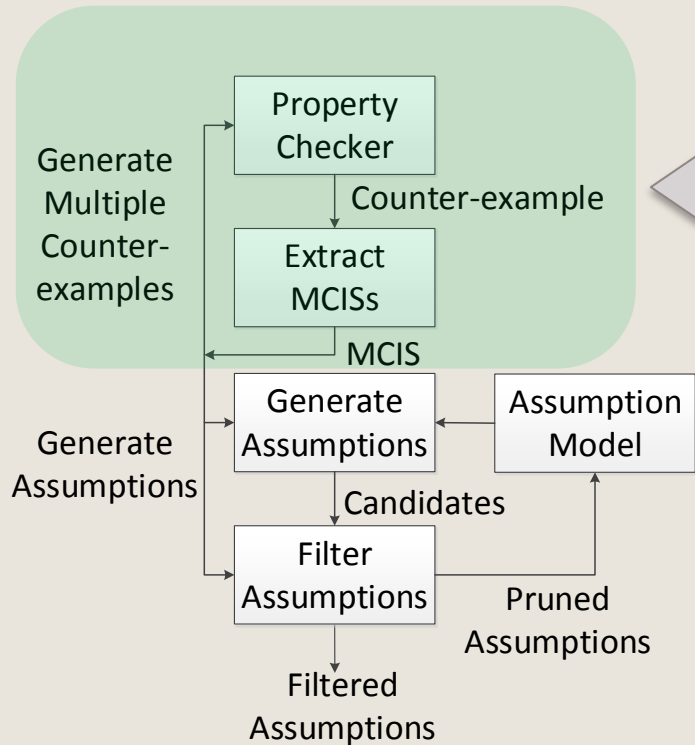 Property
Checker
Generate
Multiple
Counter-
examples
Counter-example
Extract
MCISs
MCIS
Generate
Assumptions
Generate
Assumptions
Assumption
Model
Candidates
Filter
Assumptions
Pruned
Assumptions
Filtered
Assumptions